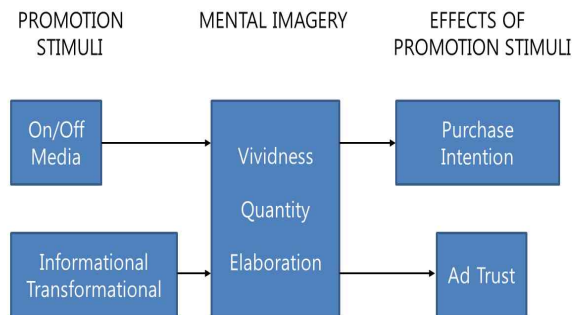 PROMOTION
STIMULI
MENTAL IMAGERY
EFFECTS OF
PROMOTION STIMULI
On/Off
Media
Vividness
Quantity
Elaboration
Purchase
Intention
Informational
Transformational
Ad Trust